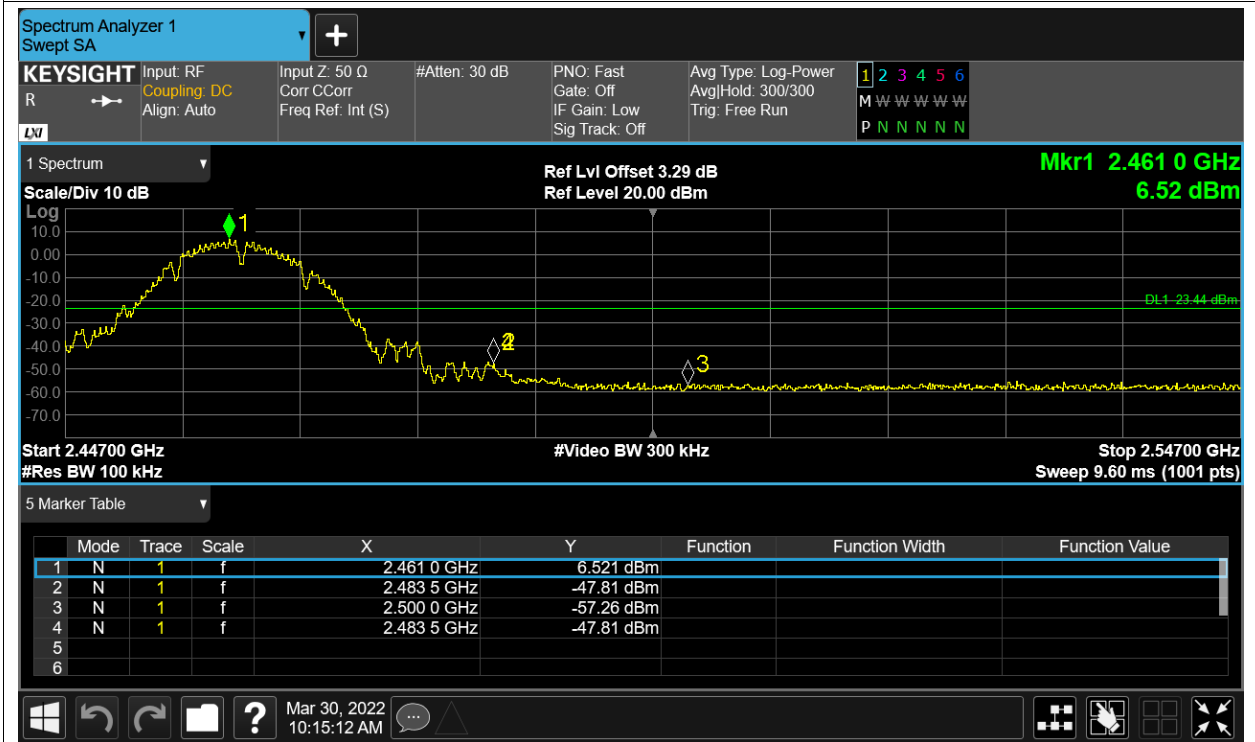 Spectrum Analyzer 1
Swept SA
+
KEYSIGHT Input: RF Input Z: 50 Ω #Atten: 30 dB PNO: Fast Avg Type: Log-Power 1 2 3 4 5 6
R Coupling: DC Corr CCorr Gate: Off Avg|Hold: 300/300 M W W W W W
Align: Auto Freq Ref: Int (S) IF Gain: Low Trig: Free Run
LXI Sig Track: Off P N N N N N
1 Spectrum Ref Lvl Offset 3.29 dB Mkr1 2.461 0 GHz
Scale/Div 10 dB Ref Level 20.00 dBm 6.52 dBm
Log
1
10.0
0.00
-10.0
-20.0 DL1 -23.44 dBm
-30.0
-40.0 2
-50.0 3
-60.0
-70.0
Start 2.44700 GHz #Video BW 300 kHz Stop 2.54700 GHz
#Res BW 100 kHz Sweep 9.60 ms (1001 pts)
5 Marker Table
Mode Trace Scale X Y Function Function Width Function Value
1 N 1 f 2.461 0 GHz 6.521 dBm
2 N 1 f 2.483 5 GHz -47.81 dBm
3 N 1 f 2.500 0 GHz -57.26 dBm
4 N 1 f 2.483 5 GHz -47.81 dBm
5
6
? Mar 30, 2022
10:15:12 AM